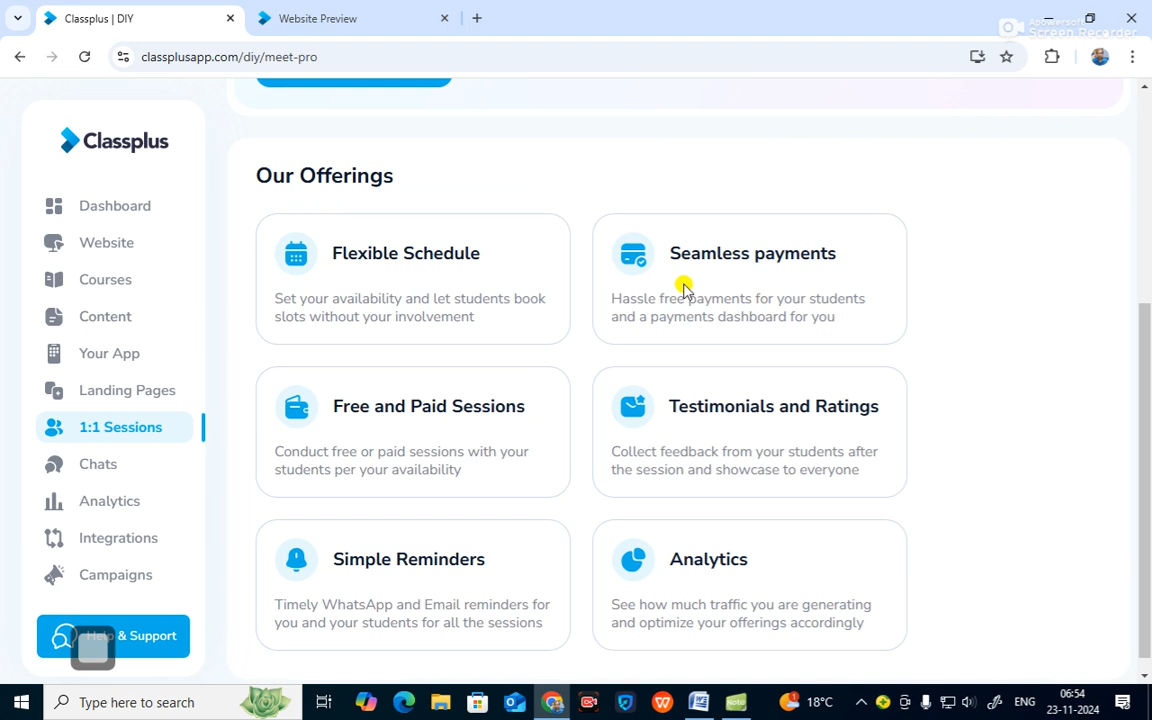 Classplus | DIY
Website Preview
Apowersoft
Screen Recorder
classplusapp.com/diy/meet-pro
Classplus
Dashboard
Website
Courses
Content
Your App
Landing Pages
1:1 Sessions
Chats
Analytics
Integrations
Campaigns
Help & Support
Our Offerings
Flexible Schedule
Set your availability and let students book
slots without your involvement
Seamless payments
Hassle free payments for your students
and a payments dashboard for you
Free and Paid Sessions
Conduct free or paid sessions with your
students per your availability
Testimonials and Ratings
Collect feedback from your students after
the session and showcase to everyone
Simple Reminders
Timely WhatsApp and Email reminders for
you and your students for all the sessions
Analytics
See how much traffic you are generating
and optimize your offerings accordingly
Type here to search
18°C
ENG
06:54
23-11-2024